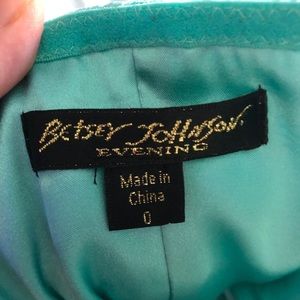 BETSEY JOHNSON.
EVENING
Made in
China
0